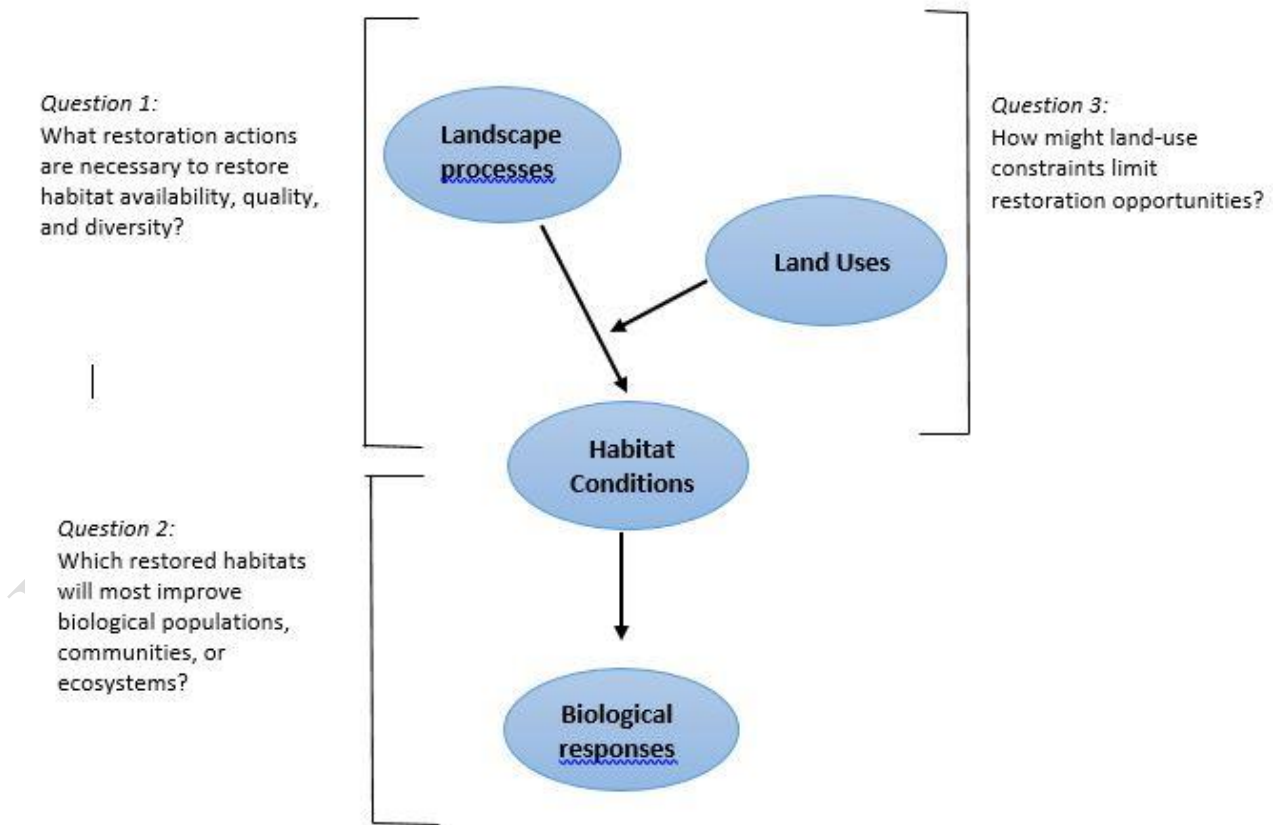 Question 1:
What restoration actions
are necessary to restore
habitat availability, quality,
and diversity?
Landscape
processes
Land Uses
Question 3:
How might land-use
constraints limit
restoration opportunities?
Habitat
Conditions
Question 2:
Which restored habitats
will most improve
biological populations,
communities, or
ecosystems?
Biological
responses